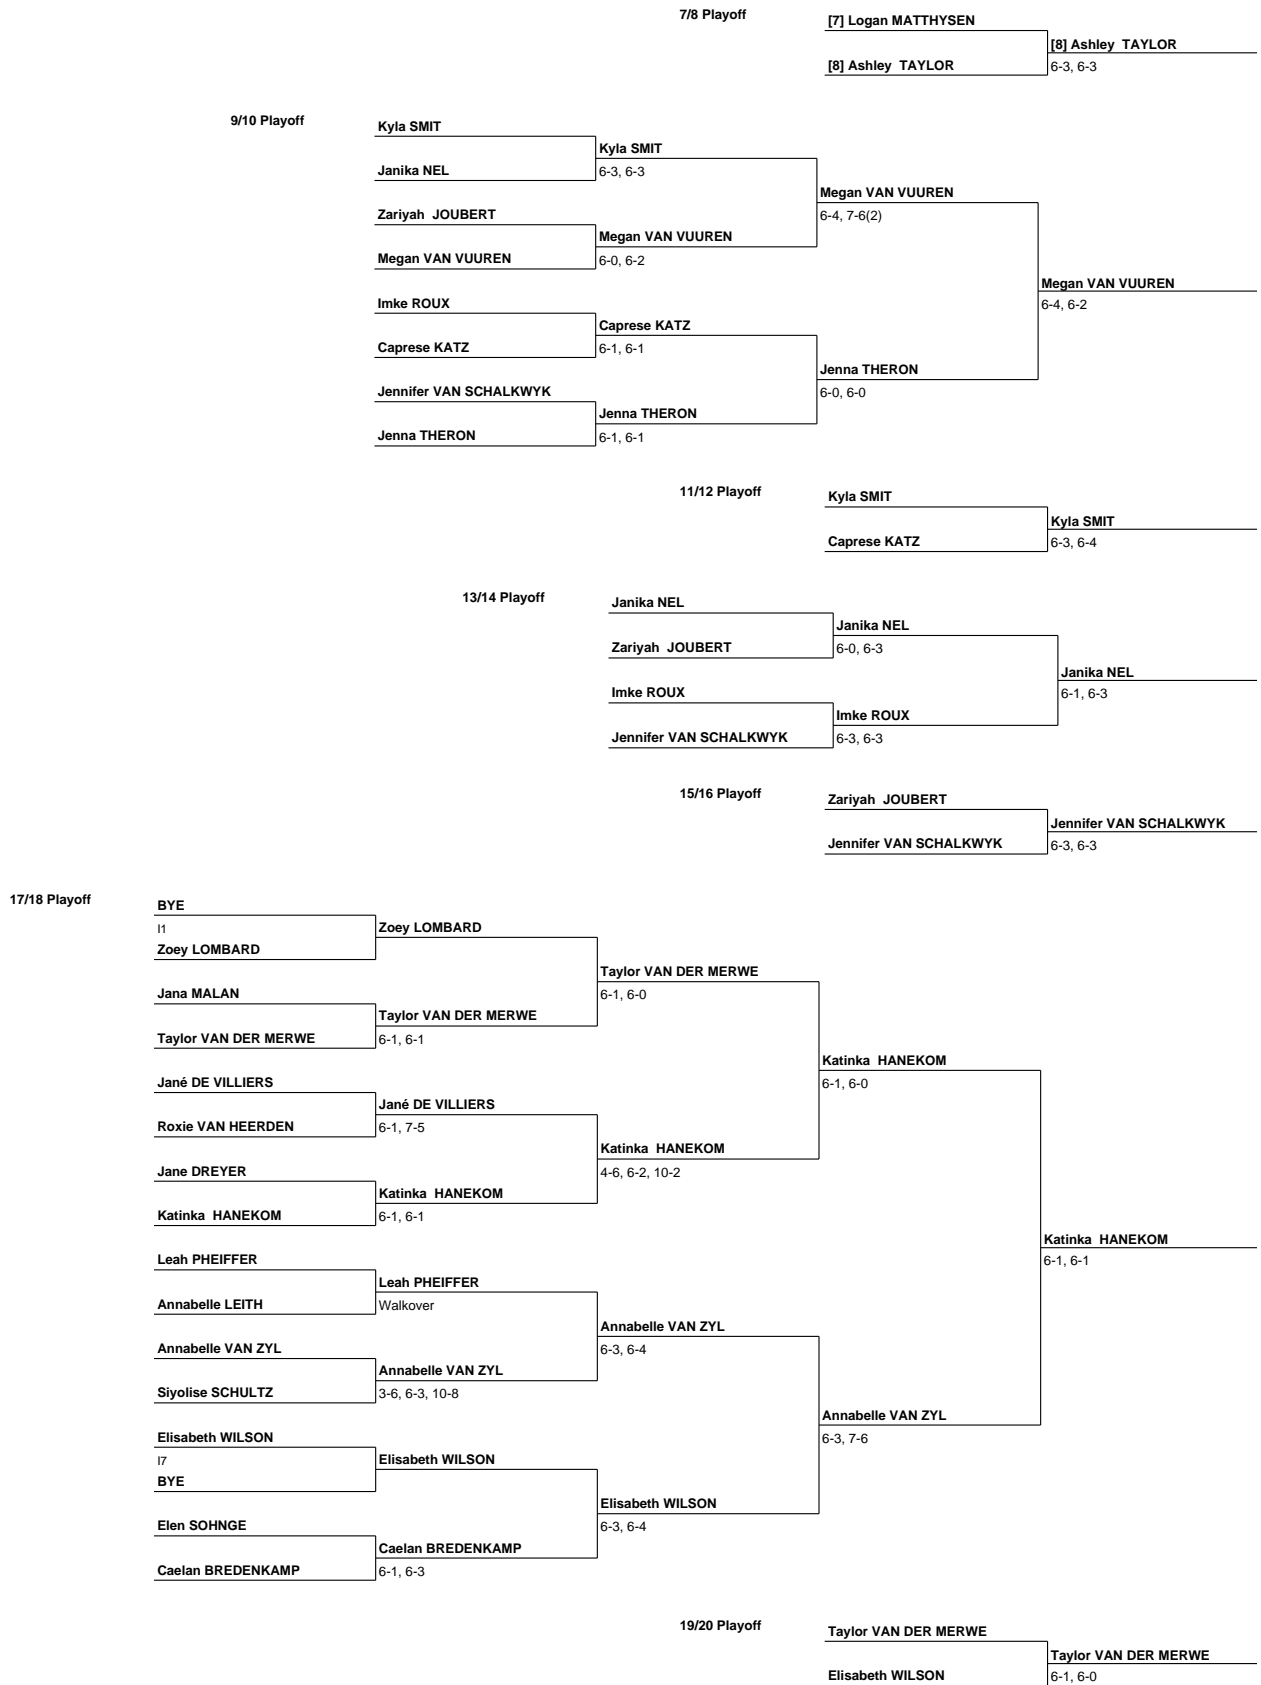 7/8 Playoff
[7] Logan MATTHYSEN
[8] Ashley TAYLOR
[8] Ashley TAYLOR
6-3, 6-3
9/10 Playoff
Kyla SMIT
Kyla SMIT
Janika NEL
6-3, 6-3
Megan VAN VUUREN
Zariyah JOUBERT
6-4, 7-6(2)
Megan VAN VUUREN
Megan VAN VUUREN
6-0, 6-2
Megan VAN VUUREN
Imke ROUX
6-4, 6-2
Caprese KATZ
Caprese KATZ
6-1, 6-1
Jenna THERON
Jennifer VAN SCHALKWYK
6-0, 6-0
Jenna THERON
Jenna THERON
6-1, 6-1
11/12 Playoff
Kyla SMIT
Kyla SMIT
Caprese KATZ
6-3, 6-4
13/14 Playoff
Janika NEL
Janika NEL
Zariyah JOUBERT
6-0, 6-3
Janika NEL
Imke ROUX
6-1, 6-3
Imke ROUX
Jennifer VAN SCHALKWYK
6-3, 6-3
15/16 Playoff
Zariyah JOUBERT
Jennifer VAN SCHALKWYK
Jennifer VAN SCHALKWYK
6-3, 6-3
17/18 Playoff
BYE
I1
Zoey LOMBARD
Zoey LOMBARD
Taylor VAN DER MERWE
Jana MALAN
6-1, 6-0
Taylor VAN DER MERWE
Taylor VAN DER MERWE
6-1, 6-1
Katinka HANEKOM
Jané DE VILLIERS
6-1, 6-0
Jané DE VILLIERS
Roxie VAN HEERDEN
6-1, 7-5
Katinka HANEKOM
Jane DREYER
4-6, 6-2, 10-2
Katinka HANEKOM
Katinka HANEKOM
6-1, 6-1
Katinka HANEKOM
Leah PHEIFFER
6-1, 6-1
Leah PHEIFFER
Annabelle LEITH
Walkover
Annabelle VAN ZYL
Annabelle VAN ZYL
6-3, 6-4
Annabelle VAN ZYL
Siyolise SCHULTZ
3-6, 6-3, 10-8
Annabelle VAN ZYL
Elisabeth WILSON
6-3, 7-6
I7
Elisabeth WILSON
BYE
Elisabeth WILSON
Elen SOHNGE
6-3, 6-4
Caelan BREDENKAMP
Caelan BREDENKAMP
6-1, 6-3
19/20 Playoff
Taylor VAN DER MERWE
Taylor VAN DER MERWE
Elisabeth WILSON
6-1, 6-0